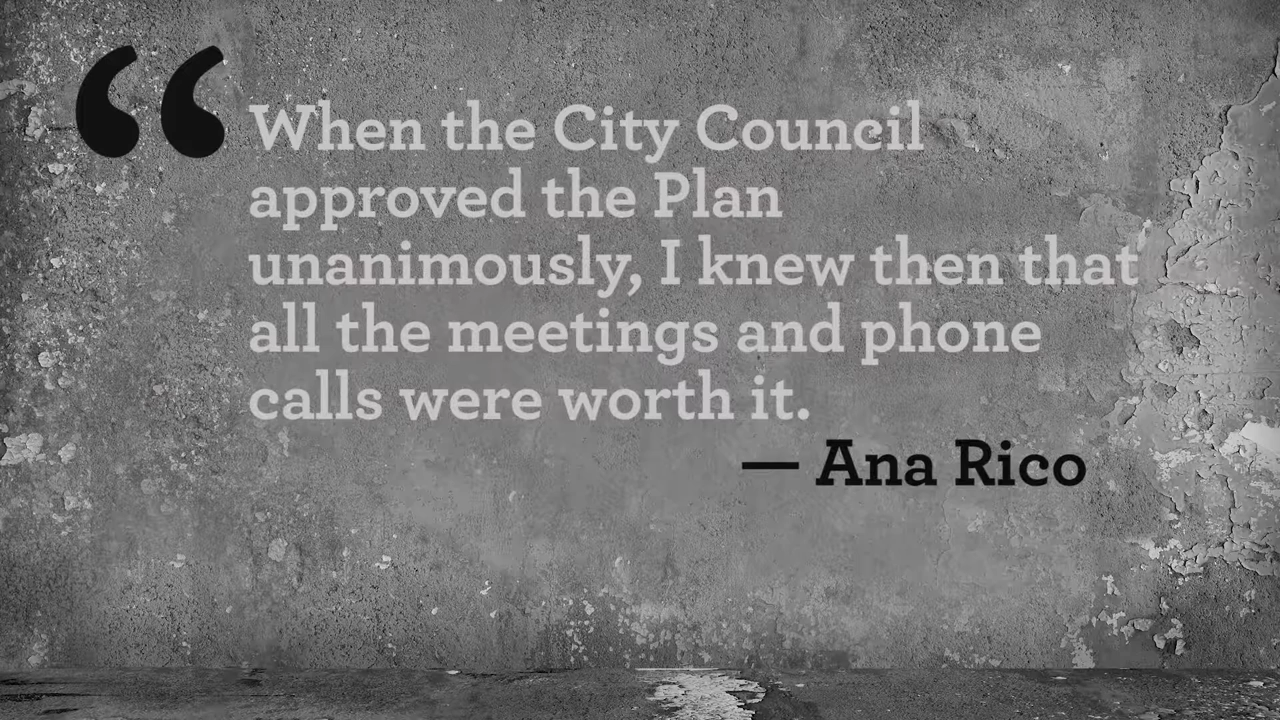 “ When the City Council
approved the Plan
unanimously, I knew then that
all the meetings and phone
calls were worth it.
— Ana Rico